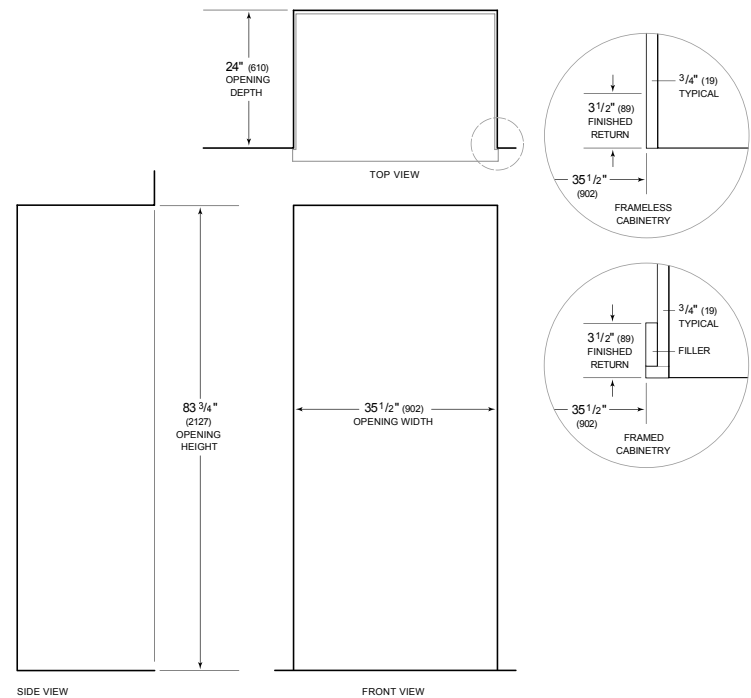 24" (610)
OPENING
DEPTH
TOP VIEW
3/4" (19)
TYPICAL
3 1/2" (89)
FINISHED
RETURN
35 1/2"
(902)
FRAMELESS
CABINETRY
3/4" (19)
TYPICAL
3 1/2" (89)
FINISHED
RETURN
FILLER
35 1/2"
(902)
FRAMED
CABINETRY
83 3/4"
(2127)
OPENING
HEIGHT
35 1/2" (902)
OPENING WIDTH
SIDE VIEW
FRONT VIEW